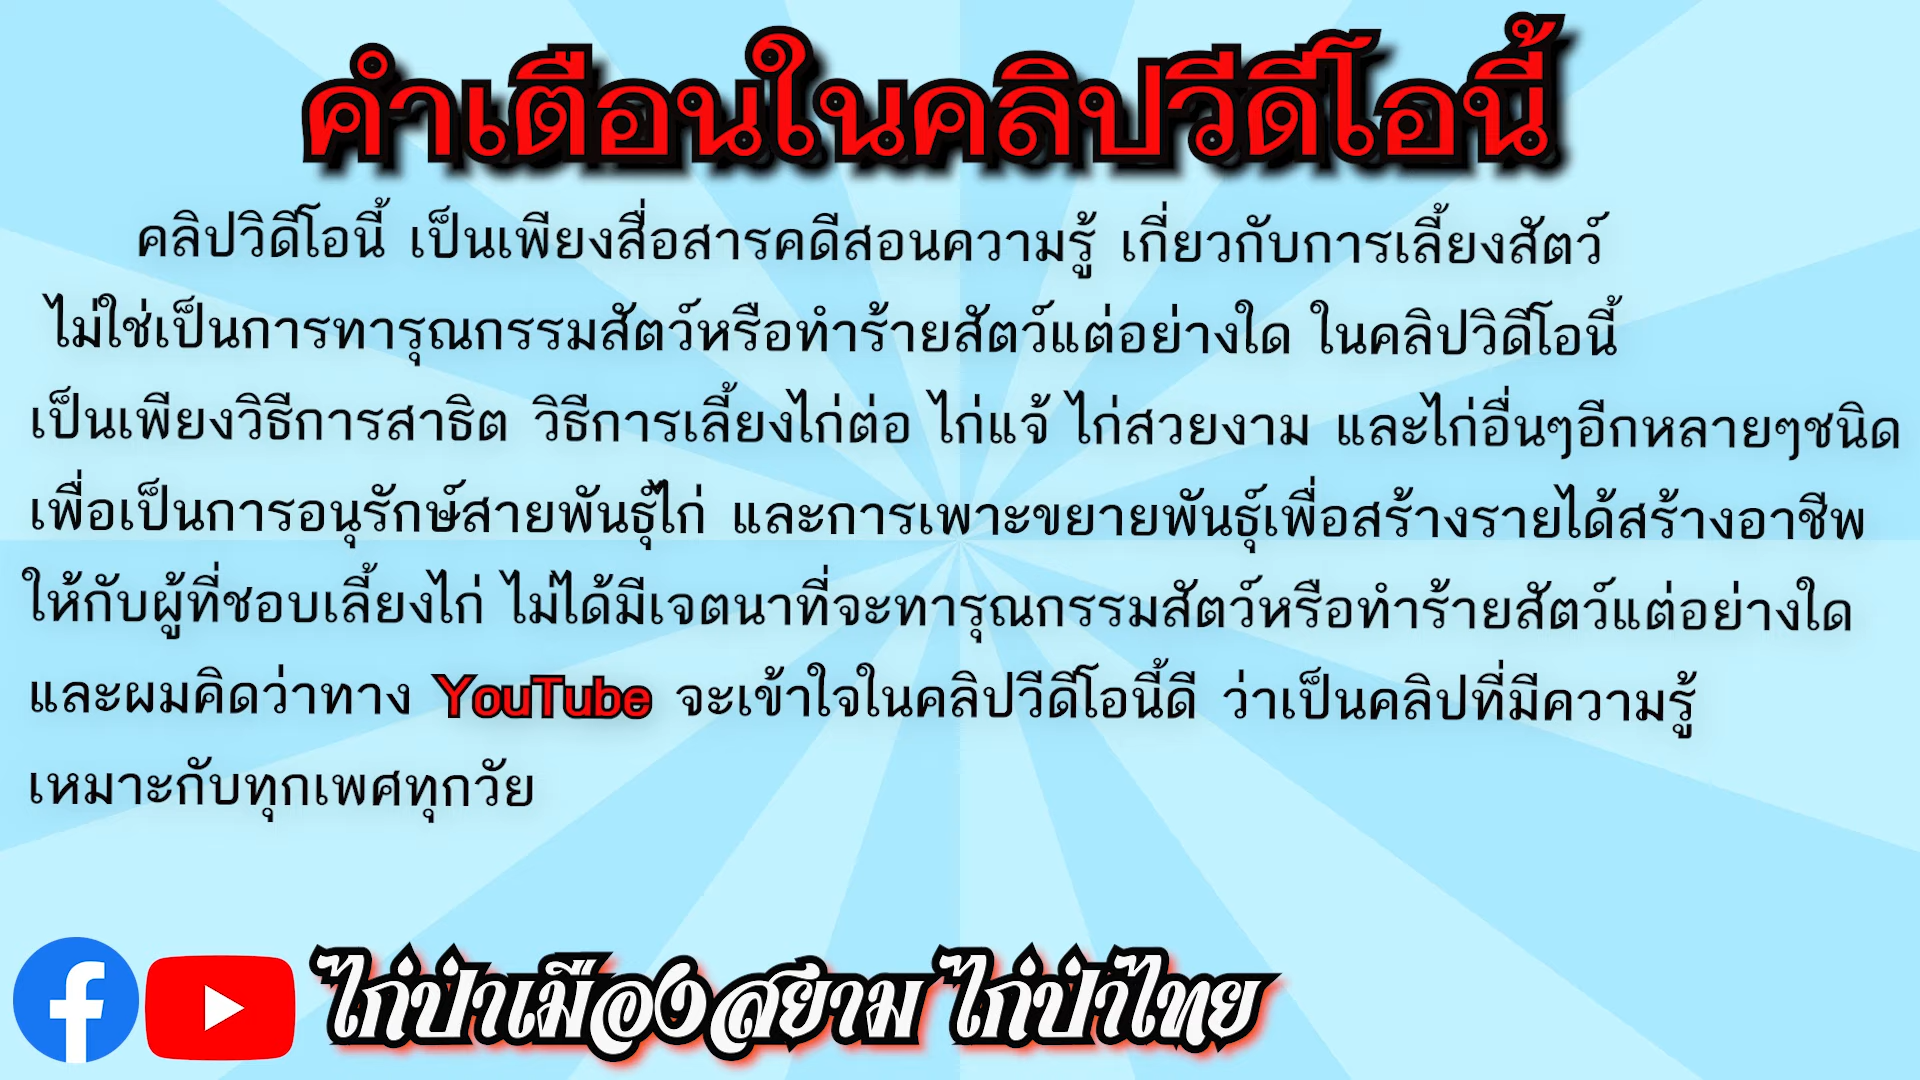 คำเตือนในคลิปวีดีโอนี้
คลิปวิดีโอนี้ เป็นเพียงสื่อสารคดีสอนความรู้ เกี่ยวกับการเลี้ยงสัตว์
ไม่ใช่เป็นการทารุณกรรมสัตว์หรือทำร้ายสัตว์แต่อย่างใด ในคลิปวิดีโอนี้
เป็นเพียงวิธีการสาธิต วิธีการเลี้ยงไก่ต่อ ไก่แจ้ ไก่สวยงาม และไก่อื่นๆอีกหลายๆชนิด
เพื่อเป็นการอนุรักษ์สายพันธุ์ไก่ และการเพาะขยายพันธุ์เพื่อสร้างรายได้สร้างอาชีพ
ให้กับผู้ที่ชอบเลี้ยงไก่ ไม่ได้มีเจตนาที่จะทารุณกรรมสัตว์หรือทำร้ายสัตว์แต่อย่างใด
และผมคิดว่าทาง YouTube จะเข้าใจในคลิปวีดีโอนี้ดี ว่าเป็นคลิปที่มีความรู้
เหมาะกับทุกเพศทุกวัย
ไก่ป่าเมืองสยาม ไก่ป่าไทย